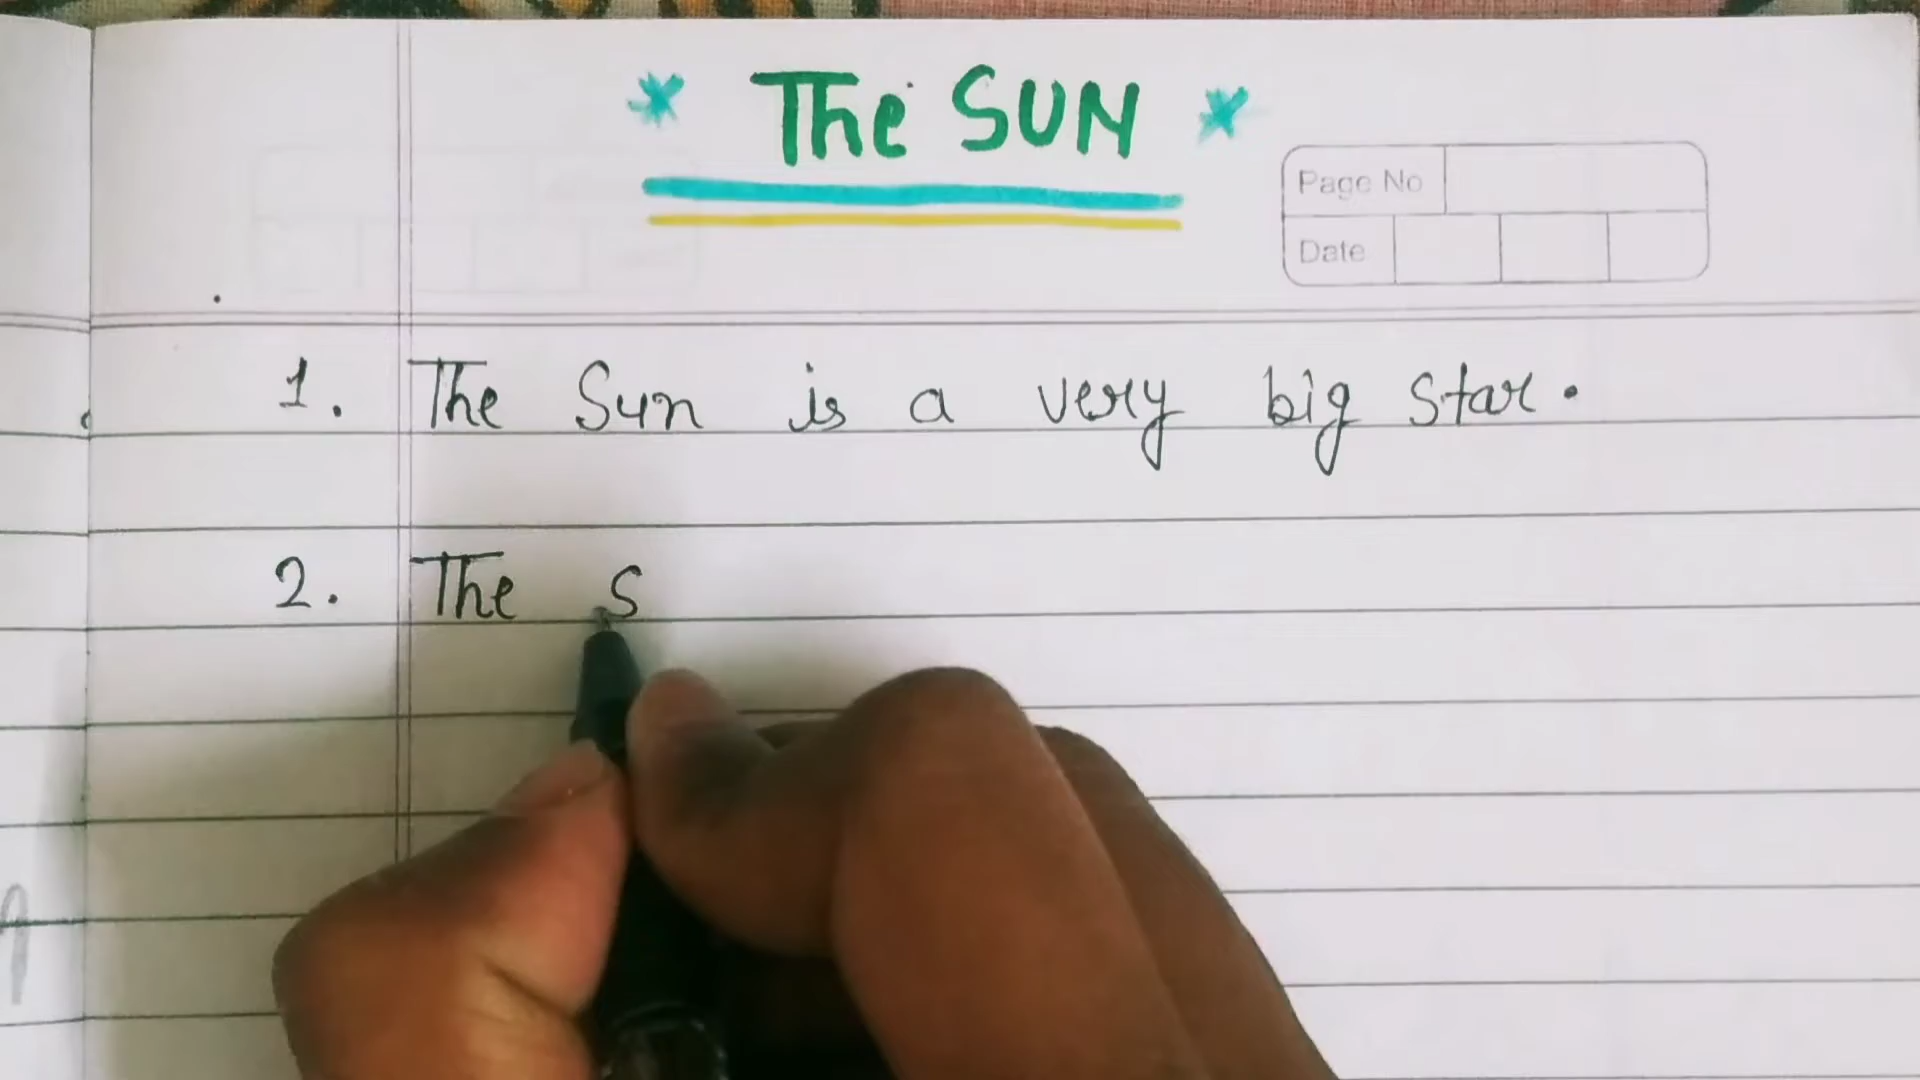 * The SUN *
Page No
Date
1. The Sun is a very big star.
2. The S